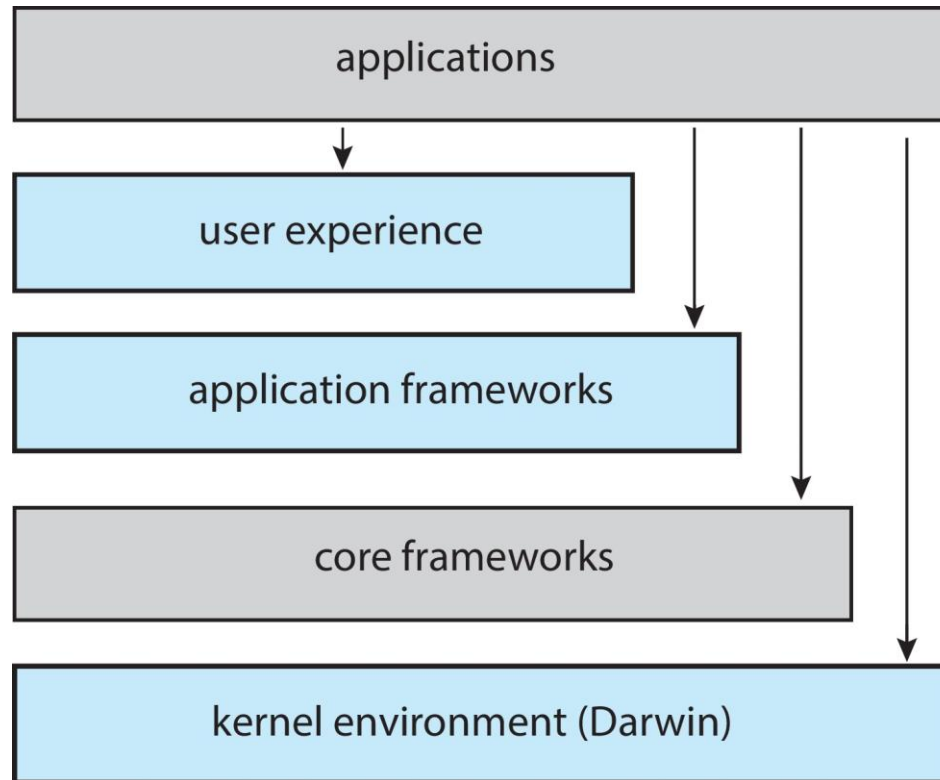 applications
user experience
application frameworks
core frameworks
kernel environment (Darwin)